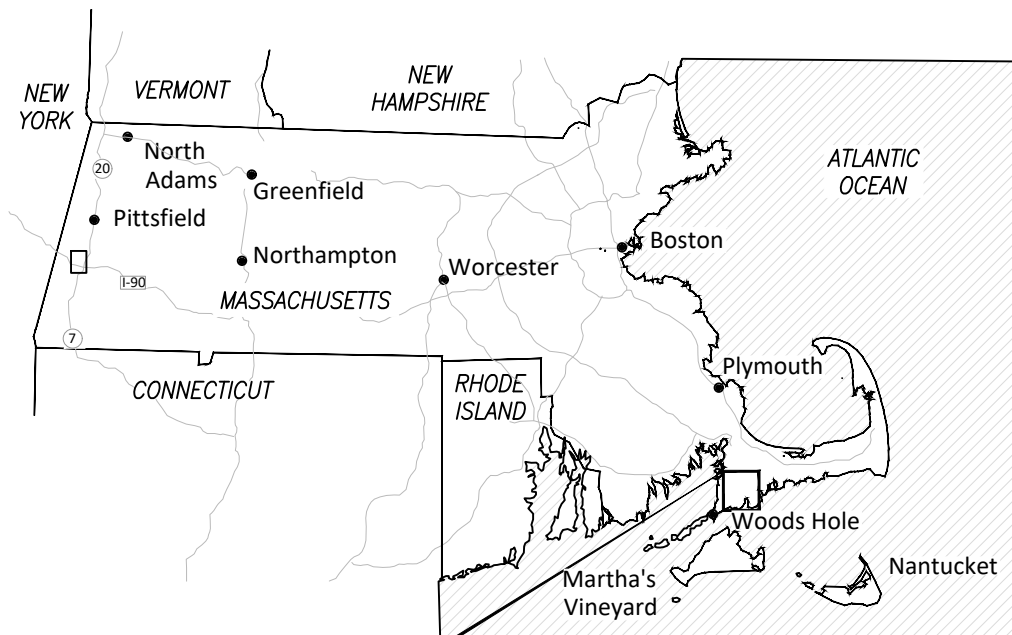 NEW
YORK
VERMONT
NEW
HAMPSHIRE
ATLANTIC
OCEAN
North
Adams
20
Greenfield
Pittsfield
Boston
Northampton
Worcester
I-90
MASSACHUSETTS
7
Plymouth
CONNECTICUT
RHODE
ISLAND
Woods Hole
Martha's
Vineyard
Nantucket